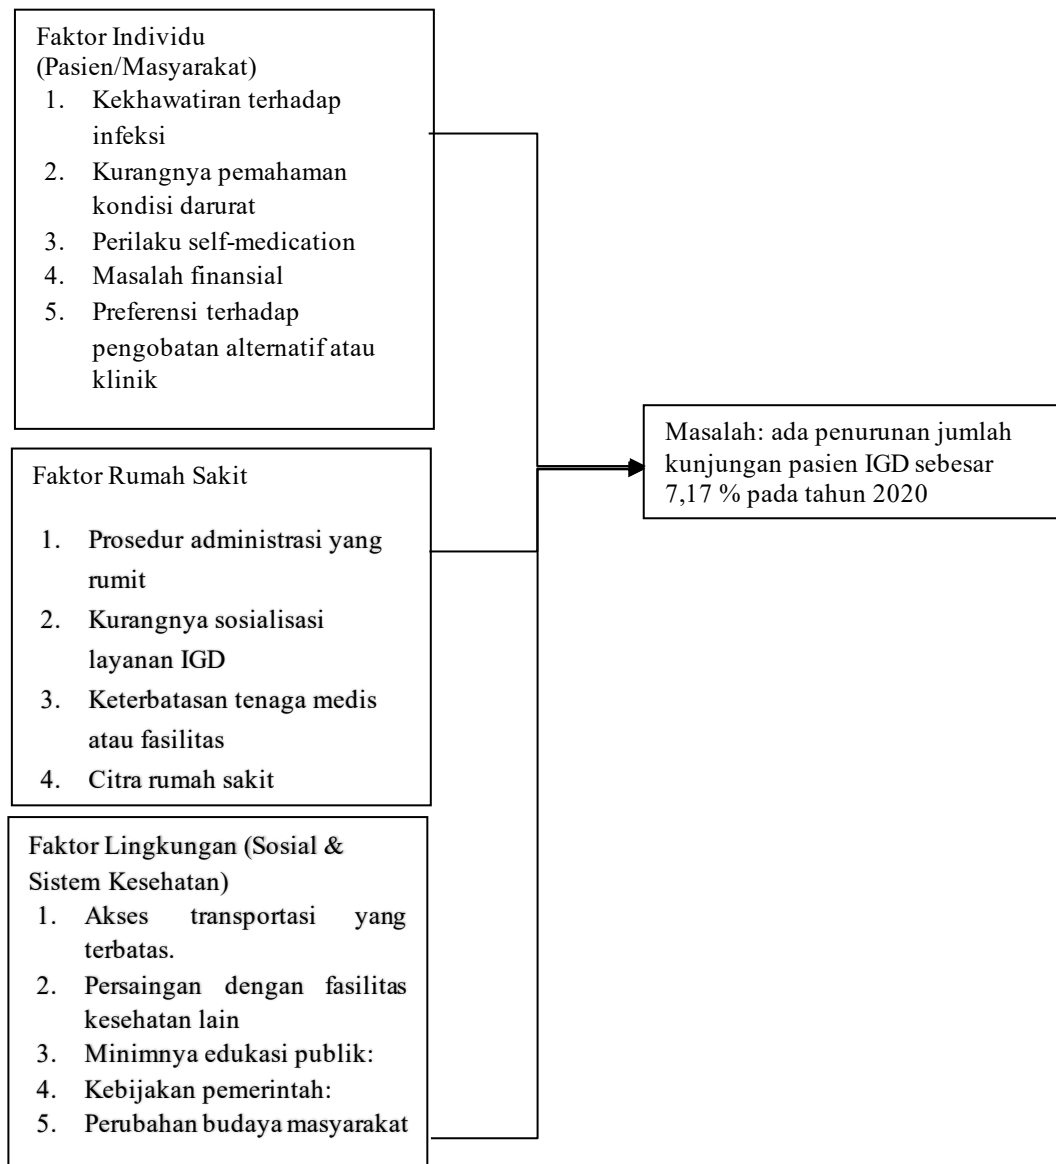 Faktor Individu
(Pasien/Masyarakat)
1. Kekhawatiran terhadap
infeksi
2. Kurangnya pemahaman
kondisi darurat
3. Perilaku self-medication
4. Masalah finansial
5. Preferensi terhadap
pengobatan alternatif atau
klinik
Masalah: ada penurunan jumlah
kunjungan pasien IGD sebesar
7,17 % pada tahun 2020
Faktor Rumah Sakit
1. Prosedur administrasi yang
rumit
2. Kurangnya sosialisasi
layanan IGD
3. Keterbatasan tenaga medis
atau fasilitas
4. Citra rumah sakit
Faktor Lingkungan (Sosial &
Sistem Kesehatan)
1. Akses transportasi yang
terbatas.
2. Persaingan dengan fasilitas
kesehatan lain
3. Minimnya edukasi publik:
4. Kebijakan pemerintah:
5. Perubahan budaya masyarakat